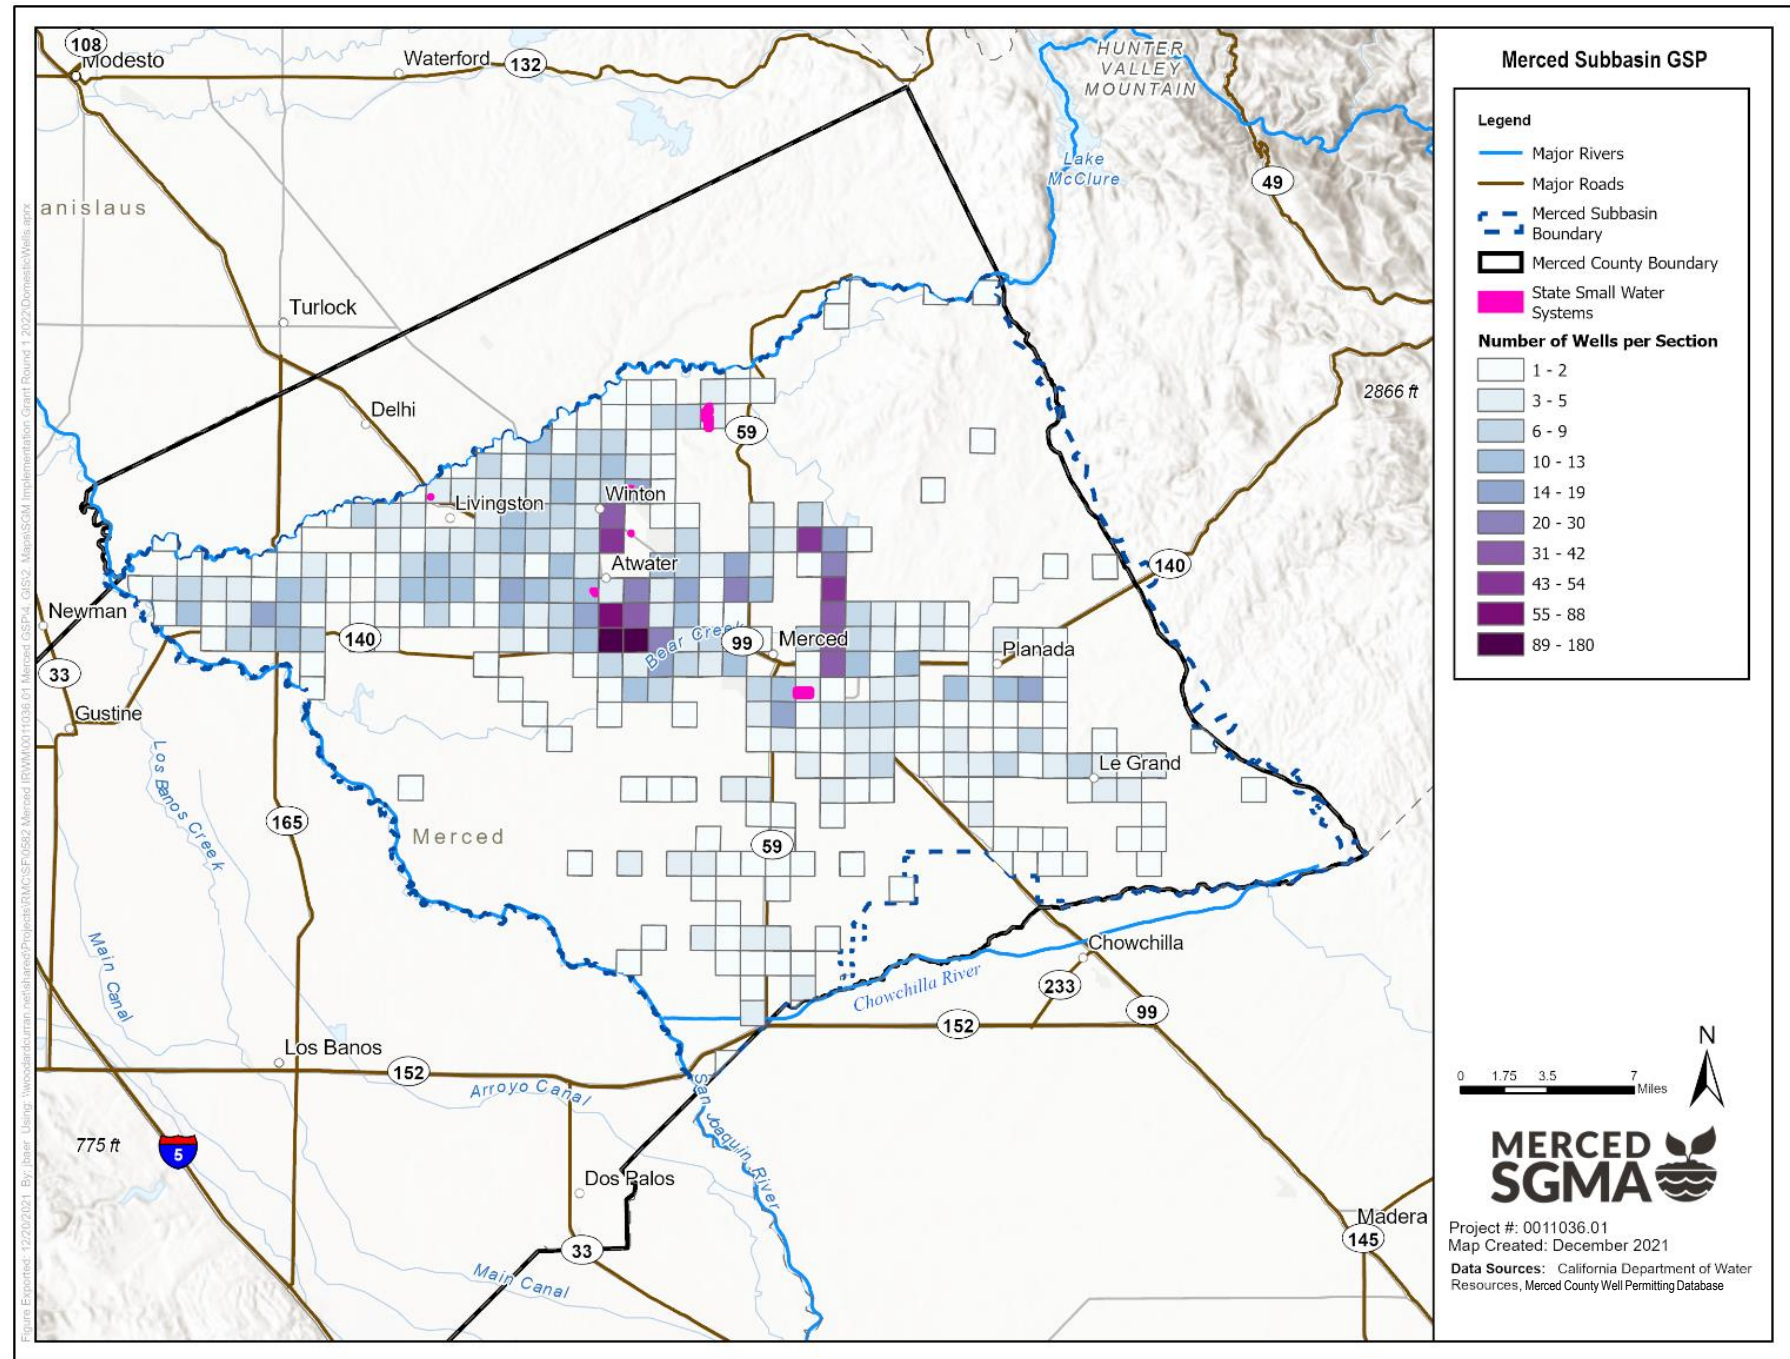 108
Modesto
Waterford
132
HUNTER
VALLEY
MOUNTAIN
Lake
McClure
49
anislaus
Turlock
2866 ft
Delhi
59
Livingston
Winton
Atwater
140
Newman
140
Bear Creek
99
Merced
Planada
33
Gustine
Los Banos Creek
Le Grand
165
Merced
59
Main Canal
Chowchilla
Chowchilla River
233
99
152
Los Banos
152
Arroyo Canal
San Joaquin River
775 ft
5
Dos Palos
33
Main Canal
Madera
145
Merced Subbasin GSP
Legend
Major Rivers
Major Roads
Merced Subbasin
Boundary
Merced County Boundary
State Small Water
Systems
Number of Wells per Section
1 - 2
3 - 5
6 - 9
10 - 13
14 - 19
20 - 30
31 - 42
43 - 54
55 - 88
89 - 180
N
0 1.75 3.5 7
Miles
MERCED
SGMA
Project #: 0011036.01
Map Created: December 2021
Data Sources: California Department of Water
Resources, Merced County Well Permitting Database